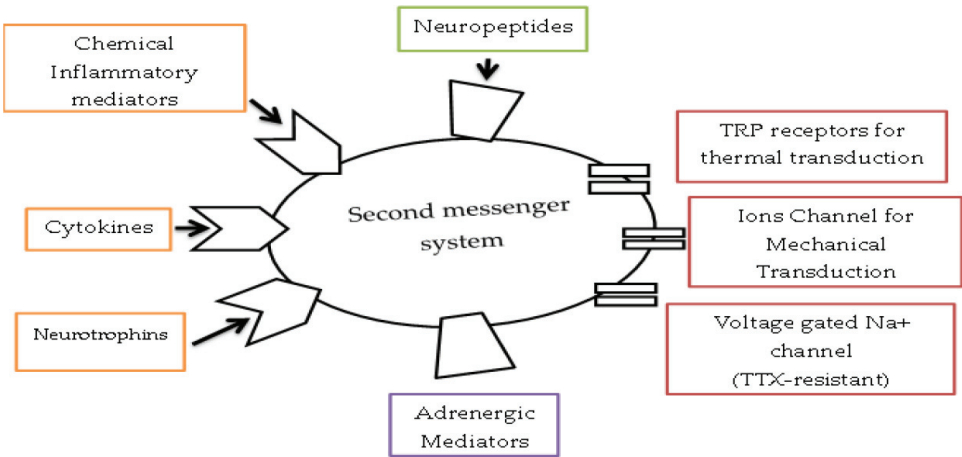 Neuropeptides
Chemical
Inflammatory
mediators
TRP receptors for
thermal transduction
Second messenger
system
Cytokines
Ions Channel for
Mechanical
Transduction
Neurotrophins
Voltage gated Na+
channel
(TTX-resistant)
Adrenergic
Mediators